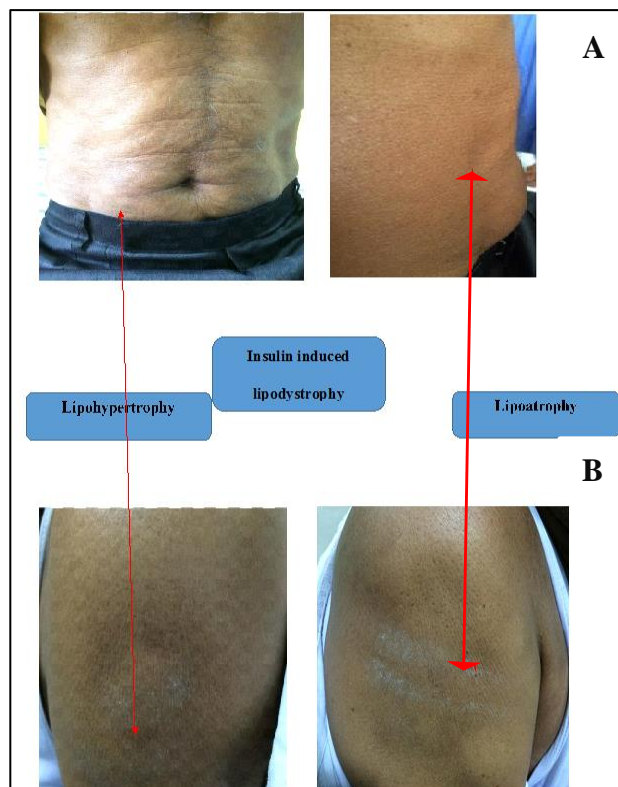 A
Insulin induced
lipodystrophy
Lipohypertrophy
Lipoatrophy
B